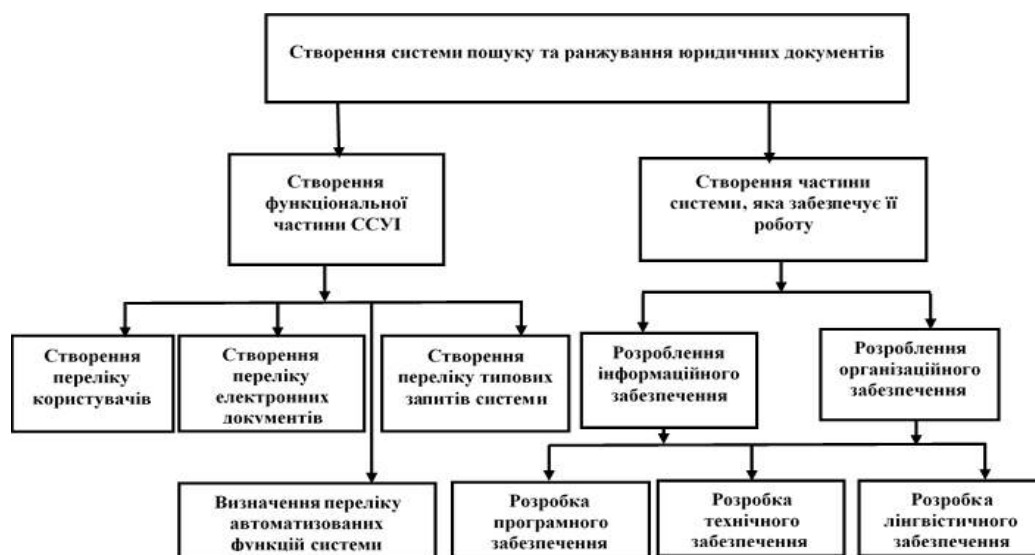 Створення системи пошуку та ранжування юридичних документів
Створення
функціональної
частини ССУІ
Створення частини
системи, яка забезпечує її
роботу
Створення
переліку
користувачів
Створення
переліку
електронних
документів
Створення
переліку типових
запитів системи
Розроблення
інформаційного
забезпечення
Розроблення
організаційного
забезпечення
Визначення переліку
автоматизованих
функцій системи
Розробка
програмного
забезпечення
Розробка
технічного
забезпечення
Розробка
лінгвістичного
забезпечення